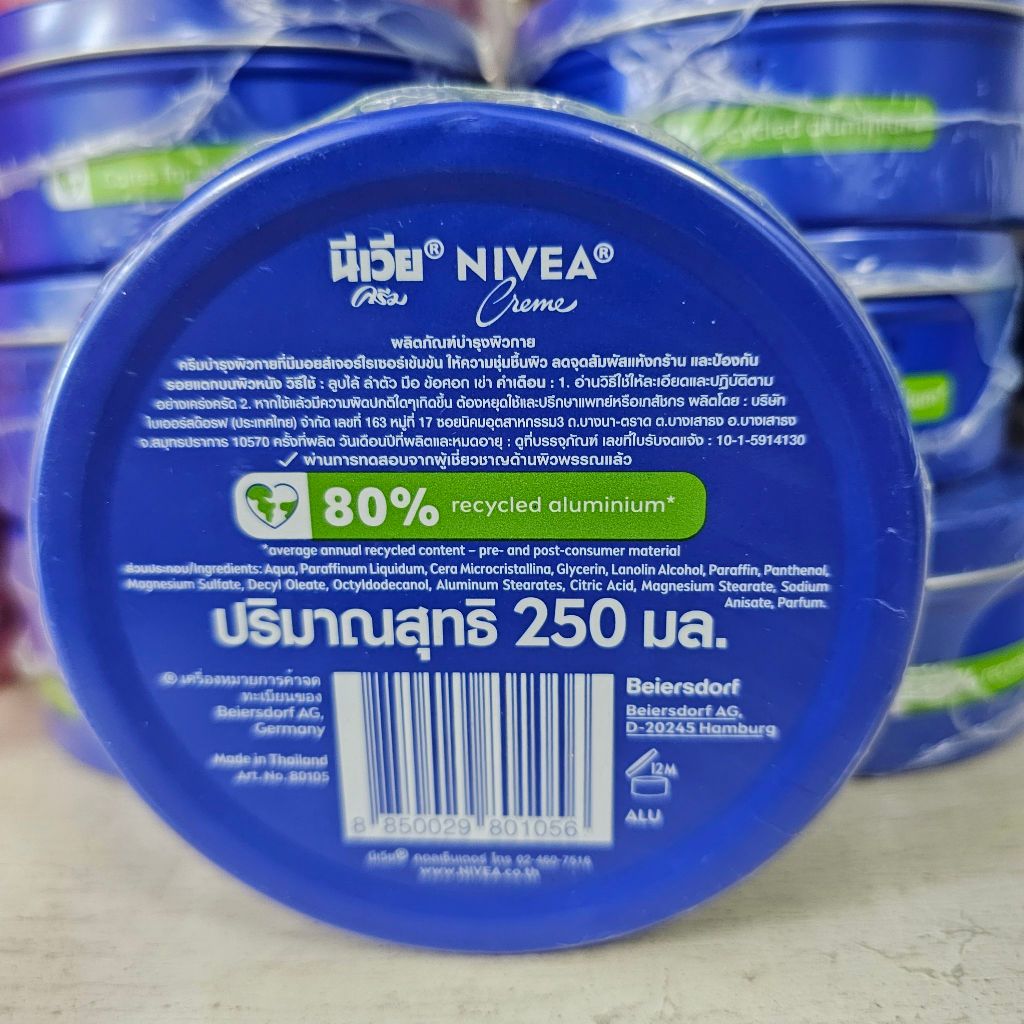 นีเวีย® NIVEA®
ครีม Creme
ผลิตภัณฑ์บำรุงผิวกาย
ครีมบำรุงผิวกายที่มีมอยส์เจอร์ไรเซอร์เข้มข้น ให้ความชุ่มชื้นผิว ลดจุดสัมผัสแห้งกร้าน และป้องกัน
รอยแตกบนผิวหนัง วิธีใช้ : ลูบไล้ ลำตัว มือ ข้อศอก เข่า คำเตือน : 1. อ่านวิธีใช้ให้ละเอียดและปฏิบัติตาม
อย่างเคร่งครัด 2. หากใช้แล้วมีความผิดปกติใดๆเกิดขึ้น ต้องหยุดใช้และปรึกษาแพทย์หรือเภสัชกร ผลิตโดย : บริษัท
ไบเออร์สดอร์ฟ (ประเทศไทย) จำกัด เลขที่ 163 หมู่ที่ 17 ซอยนิคมอุตสาหกรรม3 ถ.บางนา-ตราด ต.บางเสาธง อ.บางเสาธง
จ.สมุทรปราการ 10570 ครั้งที่ผลิต วันเดือนปีที่ผลิตและหมดอายุ : ดูที่บรรจุภัณฑ์ เลขที่ใบรับจดแจ้ง : 10-1-5914130
✓ ผ่านการทดสอบจากผู้เชี่ยวชาญด้านผิวพรรณแล้ว
80% recycled aluminium*
*average annual recycled content – pre- and post-consumer material
ส่วนประกอบ/Ingredients: Aqua, Paraffinum Liquidum, Cera Microcristallina, Glycerin, Lanolin Alcohol, Paraffin, Panthenol,
Magnesium Sulfate, Decyl Oleate, Octyldodecanol, Aluminum Stearates, Citric Acid, Magnesium Stearate, Sodium
Anisate, Parfum.
ปริมาณสุทธิ 250 มล.
® เครื่องหมายการค้าจด
ทะเบียนของ
Beiersdorf AG,
Germany
Made in Thailand
Art. No. 80105
8 850029 801056
Beiersdorf
Beiersdorf AG,
D-20245 Hamburg
12M
ALU
นีเวีย® คอลเซ็นเตอร์ โทร 02-460-7516
www.NIVEA.co.th
recycled aluminium*
cares for